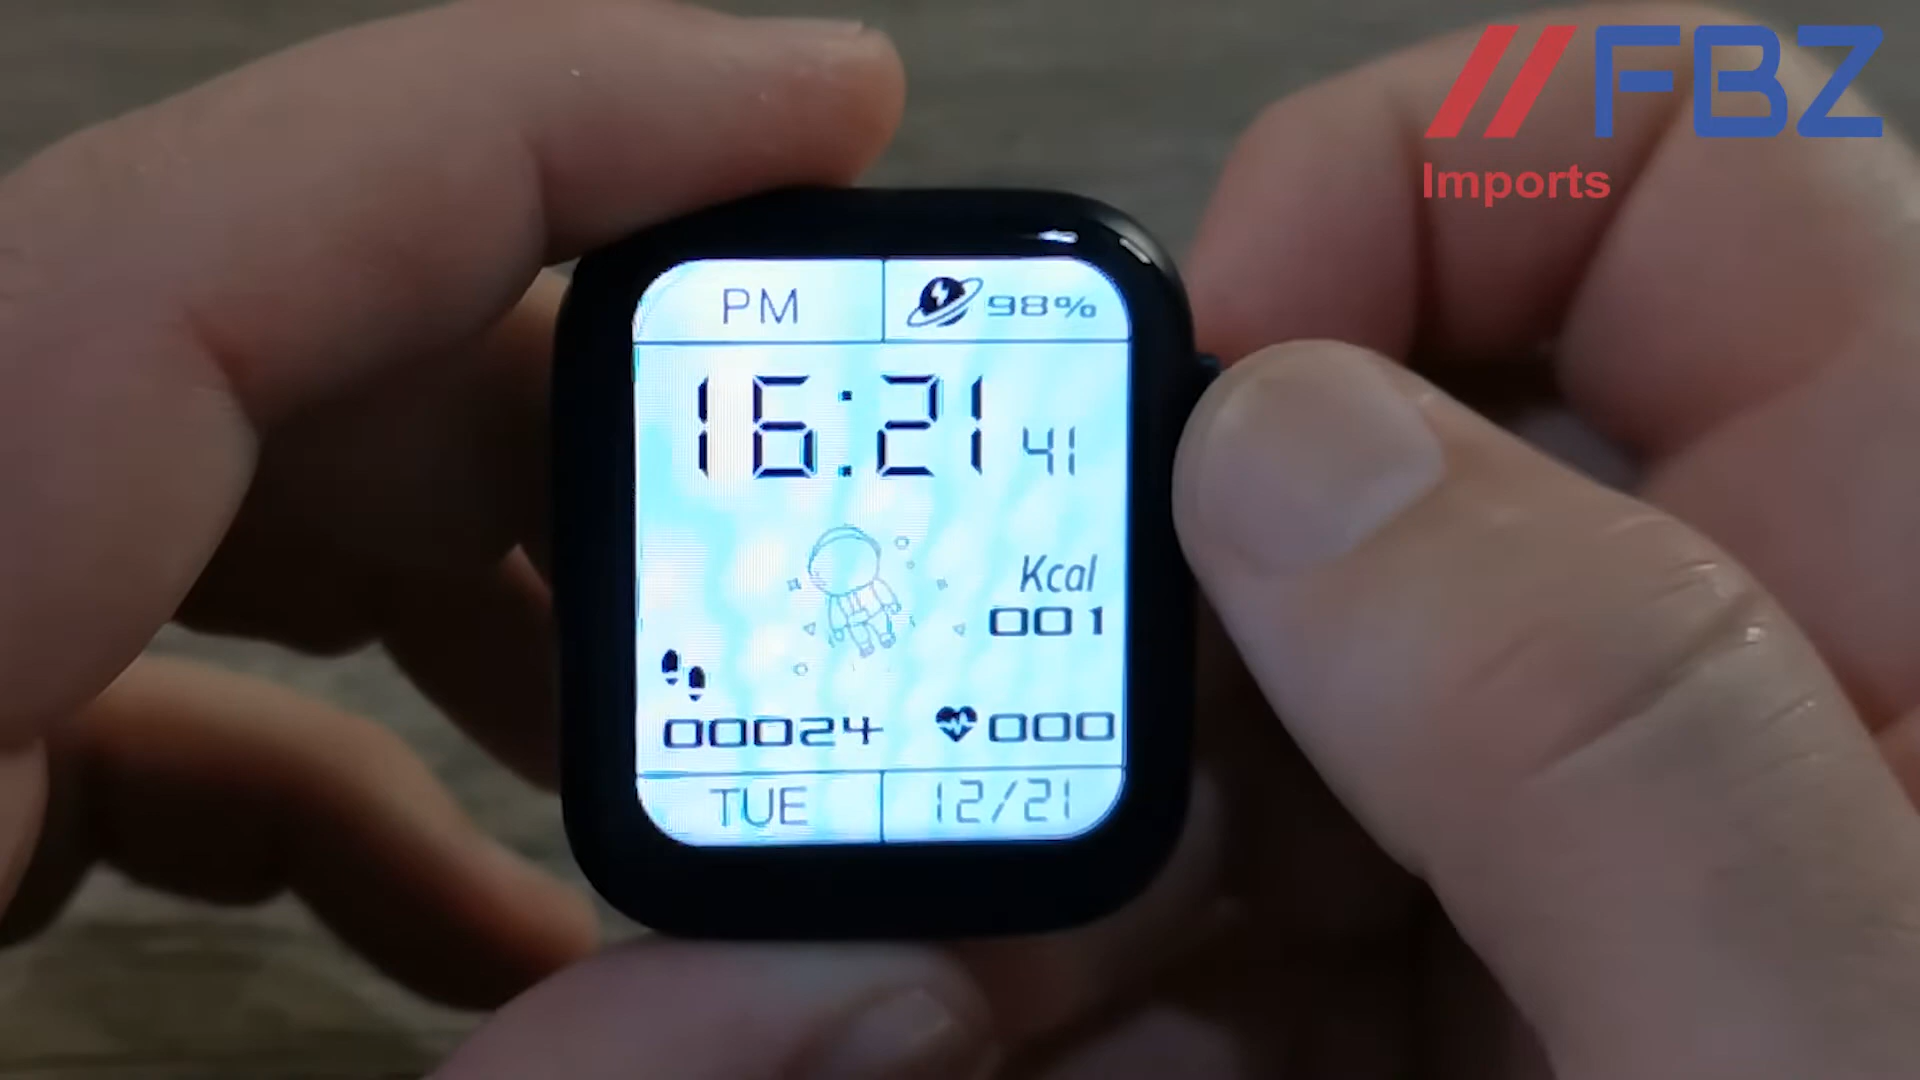 //FBZ
Imports
PM
98%
16:21 41
Kcal
001
00024
000
TUE
12/21